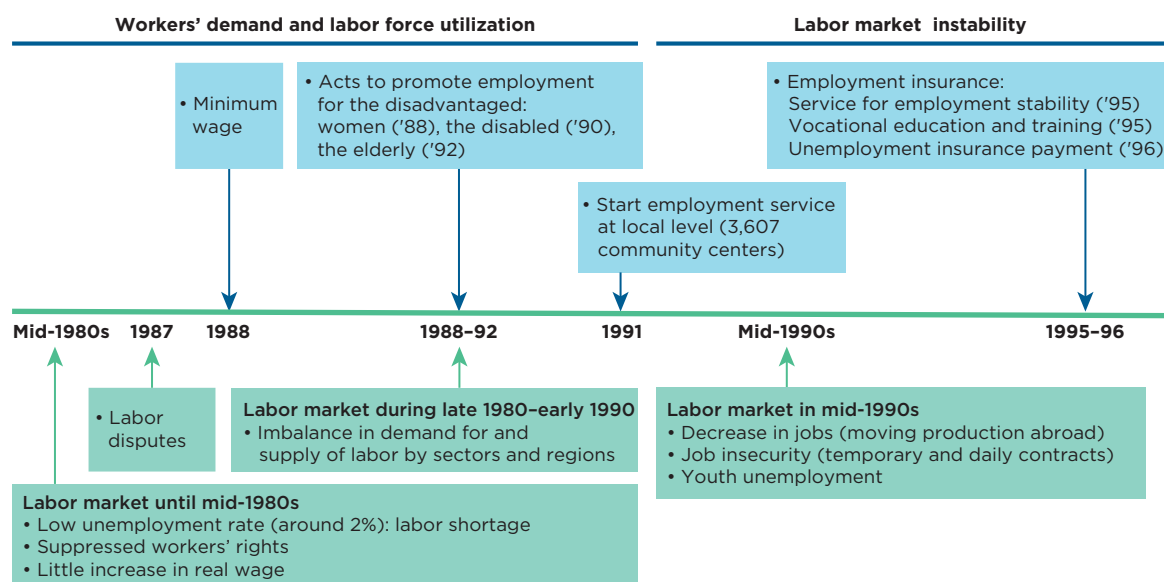 Workers' demand and labor force utilization
Labor market instability
• Minimum
wage
• Acts to promote employment
for the disadvantaged:
women ('88), the disabled ('90),
the elderly ('92)
• Employment insurance:
Service for employment stability ('95)
Vocational education and training ('95)
Unemployment insurance payment ('96)
• Start employment service
at local level (3,607
community centers)
Mid-1980s
1987
1988
1988–92
1991
Mid-1990s
1995–96
• Labor
disputes
Labor market during late 1980–early 1990
• Imbalance in demand for and
supply of labor by sectors and regions
Labor market in mid-1990s
• Decrease in jobs (moving production abroad)
• Job insecurity (temporary and daily contracts)
• Youth unemployment
Labor market until mid-1980s
• Low unemployment rate (around 2%): labor shortage
• Suppressed workers' rights
• Little increase in real wage